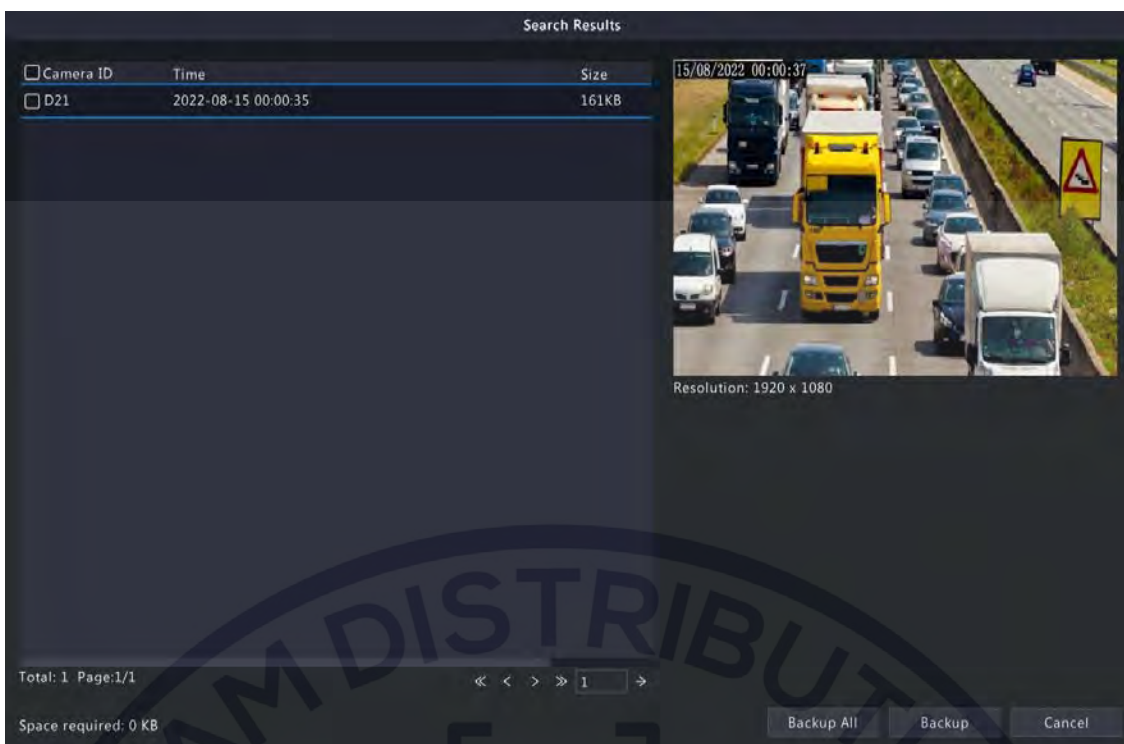 Search Results
Camera ID Time Size
D21 2022-08-15 00:00:35 161KB
15/08/2022 00:00:37
Resolution: 1920 x 1080
Total: 1 Page:1/1 « < > » 1 →
Space required: 0 KB
Backup All Backup Cancel
DISTRIBUT